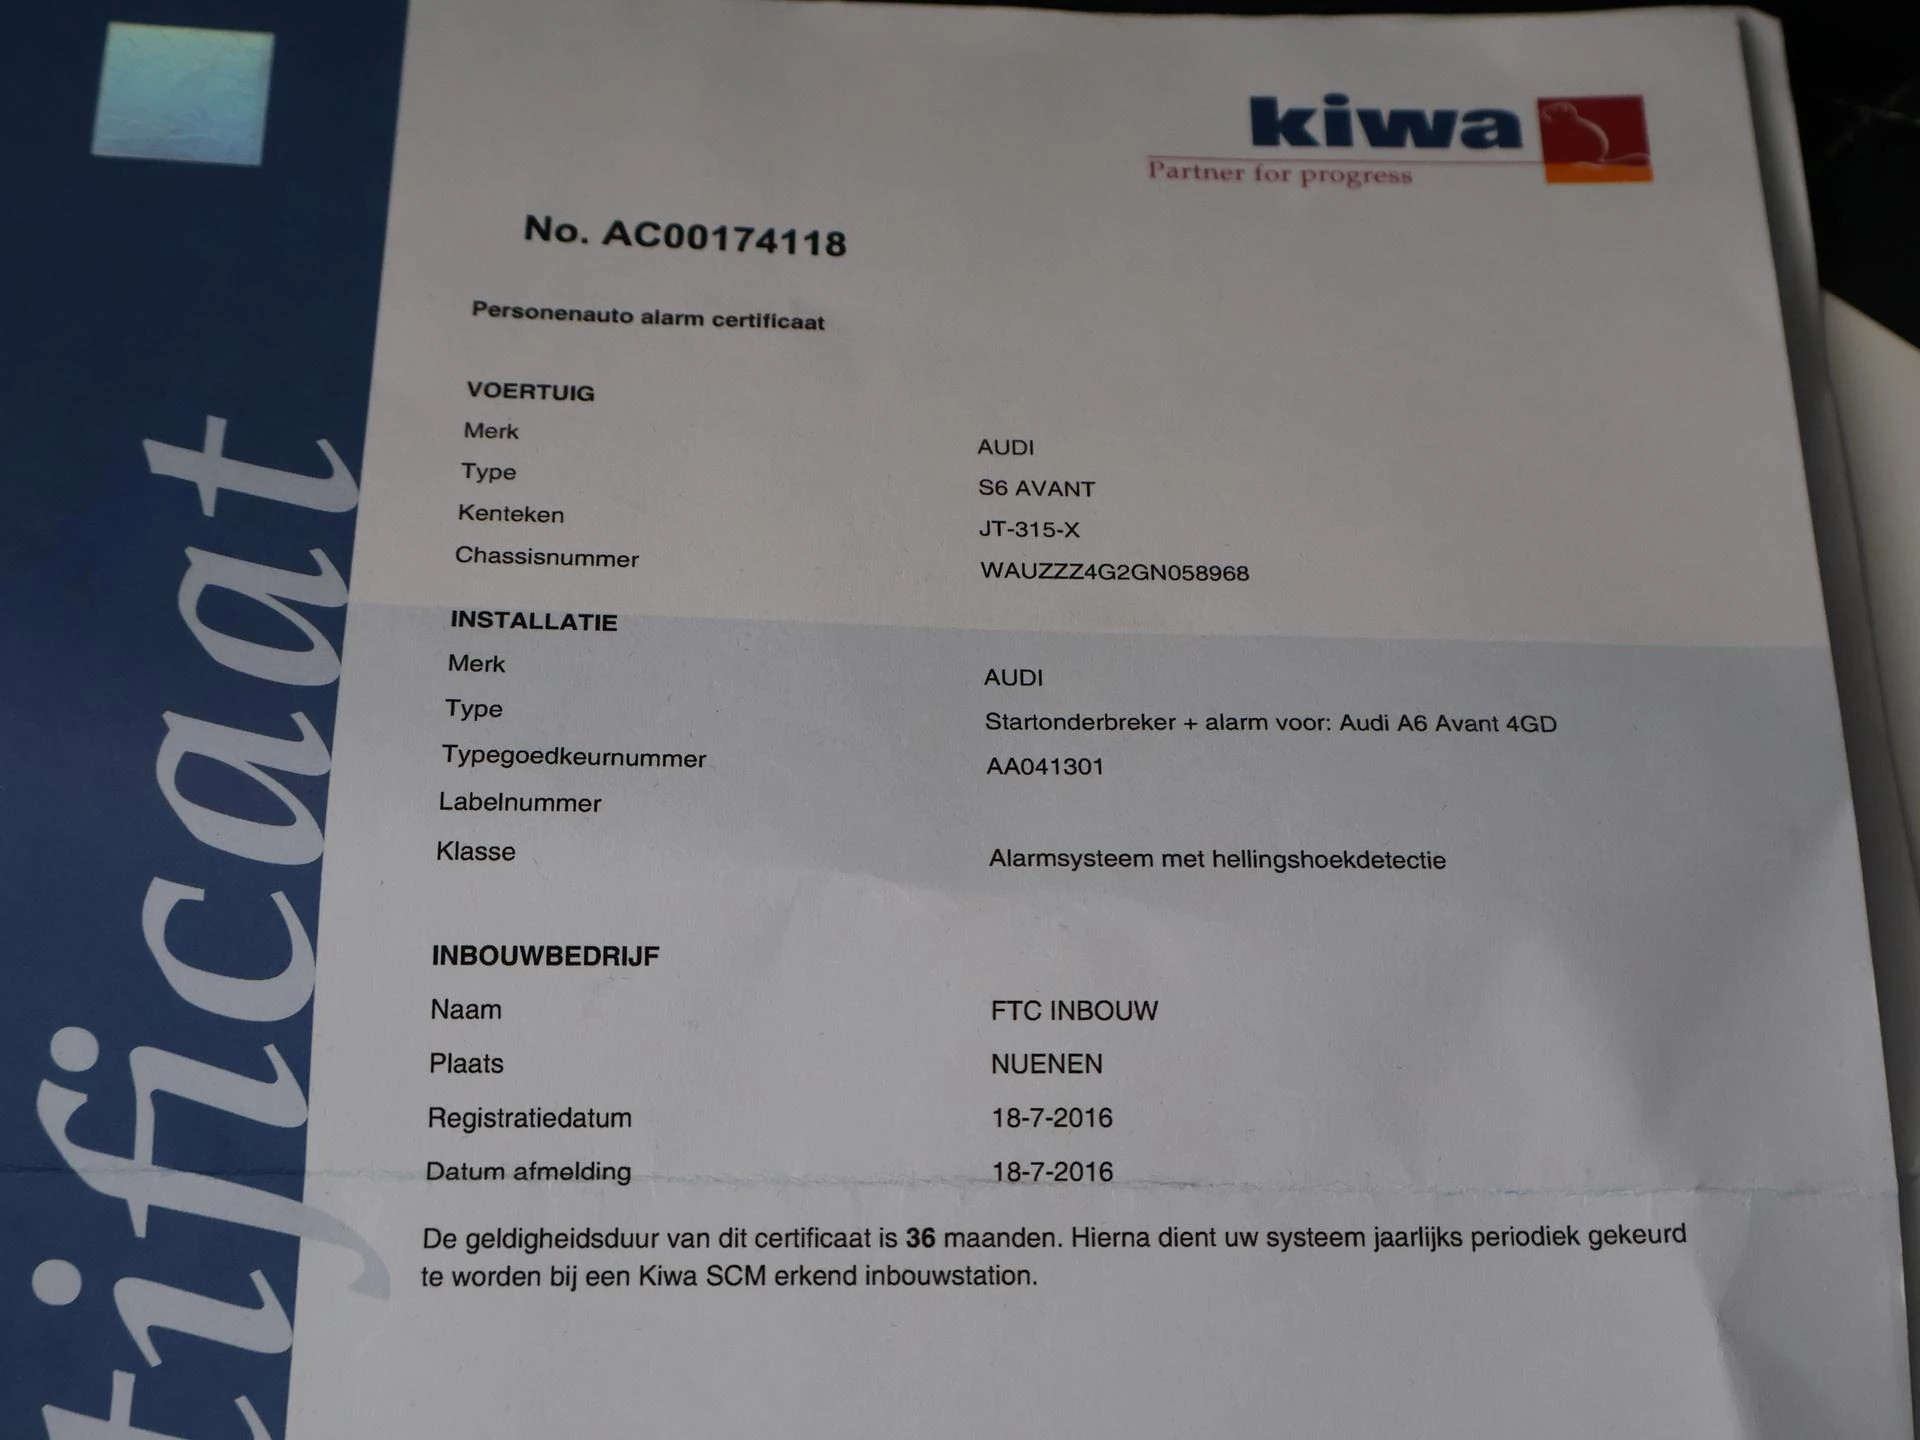 kiwa
Partner for progress
No. AC00174118
Personenauto alarm certificaat
VOERTUIG
Merk AUDI
Type S6 AVANT
Kenteken JT-315-X
Chassisnummer WAUZZZ4G2GN058968
INSTALLATIE
Merk AUDI
Type Startonderbreker + alarm voor: Audi A6 Avant 4GD
Typegoedkeurnummer AA041301
Labelnummer
Klasse Alarmsysteem met hellingshoekdetectie
INBOUWBEDRIJF
Naam FTC INBOUW
Plaats NUENEN
Registratiedatum 18-7-2016
Datum afmelding 18-7-2016
De geldigheidsduur van dit certificaat is 36 maanden. Hierna dient uw systeem jaarlijks periodiek gekeurd
te worden bij een Kiwa SCM erkend inbouwstation.
tificaat